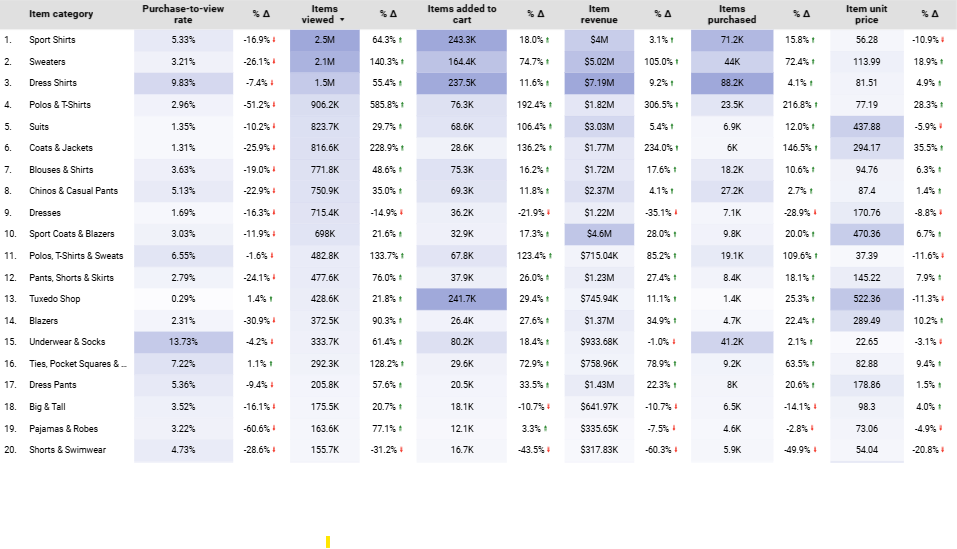 Item category Purchase-to-view rate % Δ Items viewed ▼ % Δ Items added to cart % Δ Item revenue % Δ Items purchased % Δ Item unit price % Δ
1. Sport Shirts 5.33% -16.9% 2.5M 64.3% 243.3K 18.0% $4M 3.1% 71.2K 15.8% 56.28 -10.9%
2. Sweaters 3.21% -26.1% 2.1M 140.3% 164.4K 74.7% $5.02M 105.0% 44K 72.4% 113.99 18.9%
3. Dress Shirts 9.83% -7.4% 1.5M 55.4% 237.5K 11.6% $7.19M 9.2% 88.2K 4.1% 81.51 4.9%
4. Polos & T-Shirts 2.96% -51.2% 906.2K 585.8% 76.3K 192.4% $1.82M 306.5% 23.5K 216.8% 77.19 28.3%
5. Suits 1.35% -10.2% 823.7K 29.7% 68.6K 106.4% $3.03M 5.4% 6.9K 12.0% 437.88 -5.9%
6. Coats & Jackets 1.31% -25.9% 816.6K 228.9% 28.6K 136.2% $1.77M 234.0% 6K 146.5% 294.17 35.5%
7. Blouses & Shirts 3.63% -19.0% 771.8K 48.6% 75.3K 16.2% $1.72M 17.6% 18.2K 10.6% 94.76 6.3%
8. Chinos & Casual Pants 5.13% -22.9% 750.9K 35.0% 69.3K 11.8% $2.37M 4.1% 27.2K 2.7% 87.4 1.4%
9. Dresses 1.69% -16.3% 715.4K -14.9% 36.2K -21.9% $1.22M -35.1% 7.1K -28.9% 170.76 -8.8%
10. Sport Coats & Blazers 3.03% -11.9% 698K 21.6% 32.9K 17.3% $4.6M 28.0% 9.8K 20.0% 470.36 6.7%
11. Polos, T-Shirts & Sweats 6.55% -1.6% 482.8K 133.7% 67.8K 123.4% $715.04K 85.2% 19.1K 109.6% 37.39 -11.6%
12. Pants, Shorts & Skirts 2.79% -24.1% 477.6K 76.0% 37.9K 26.0% $1.23M 27.4% 8.4K 18.1% 145.22 7.9%
13. Tuxedo Shop 0.29% 1.4% 428.6K 21.8% 241.7K 29.4% $745.94K 11.1% 1.4K 25.3% 522.36 -11.3%
14. Blazers 2.31% -30.9% 372.5K 90.3% 26.4K 27.6% $1.37M 34.9% 4.7K 22.4% 289.49 10.2%
15. Underwear & Socks 13.73% -4.2% 333.7K 61.4% 80.2K 18.4% $933.68K -1.0% 41.2K 2.1% 22.65 -3.1%
16. Ties, Pocket Squares & ... 7.22% 1.1% 292.3K 128.2% 29.6K 72.9% $758.96K 78.9% 9.2K 63.5% 82.88 9.4%
17. Dress Pants 5.36% -9.4% 205.8K 57.6% 20.5K 33.5% $1.43M 22.3% 8K 20.6% 178.86 1.5%
18. Big & Tall 3.52% -16.1% 175.5K 20.7% 18.1K -10.7% $641.97K -10.7% 6.5K -14.1% 98.3 4.0%
19. Pajamas & Robes 3.22% -60.6% 163.6K 77.1% 12.1K 3.3% $335.65K -7.5% 4.6K -2.8% 73.06 -4.9%
20. Shorts & Swimwear 4.73% -28.6% 155.7K -31.2% 16.7K -43.5% $317.83K -60.3% 5.9K -49.9% 54.04 -20.8%